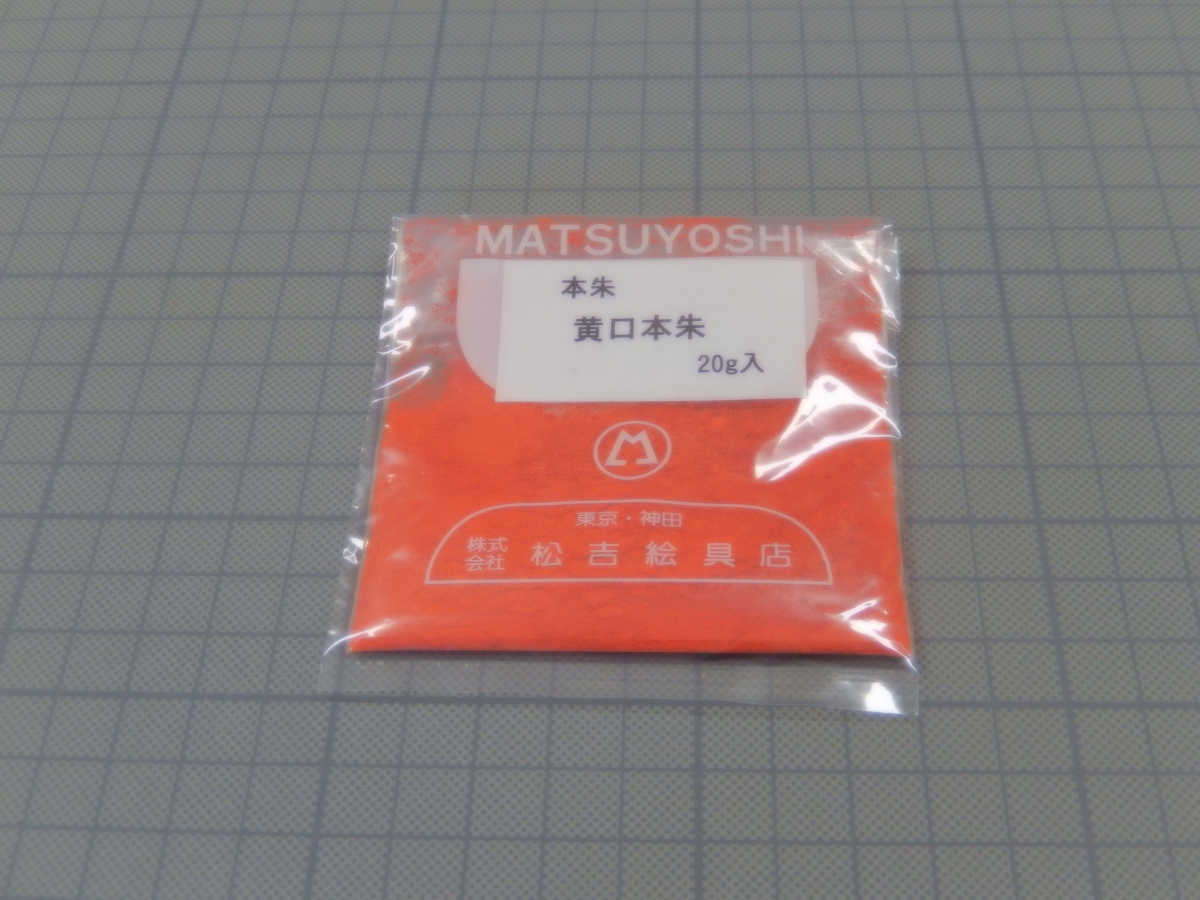 MATSUYOSHI
本朱
黄口本朱
20g入
M
東京・神田
株式会社 松吉絵具店